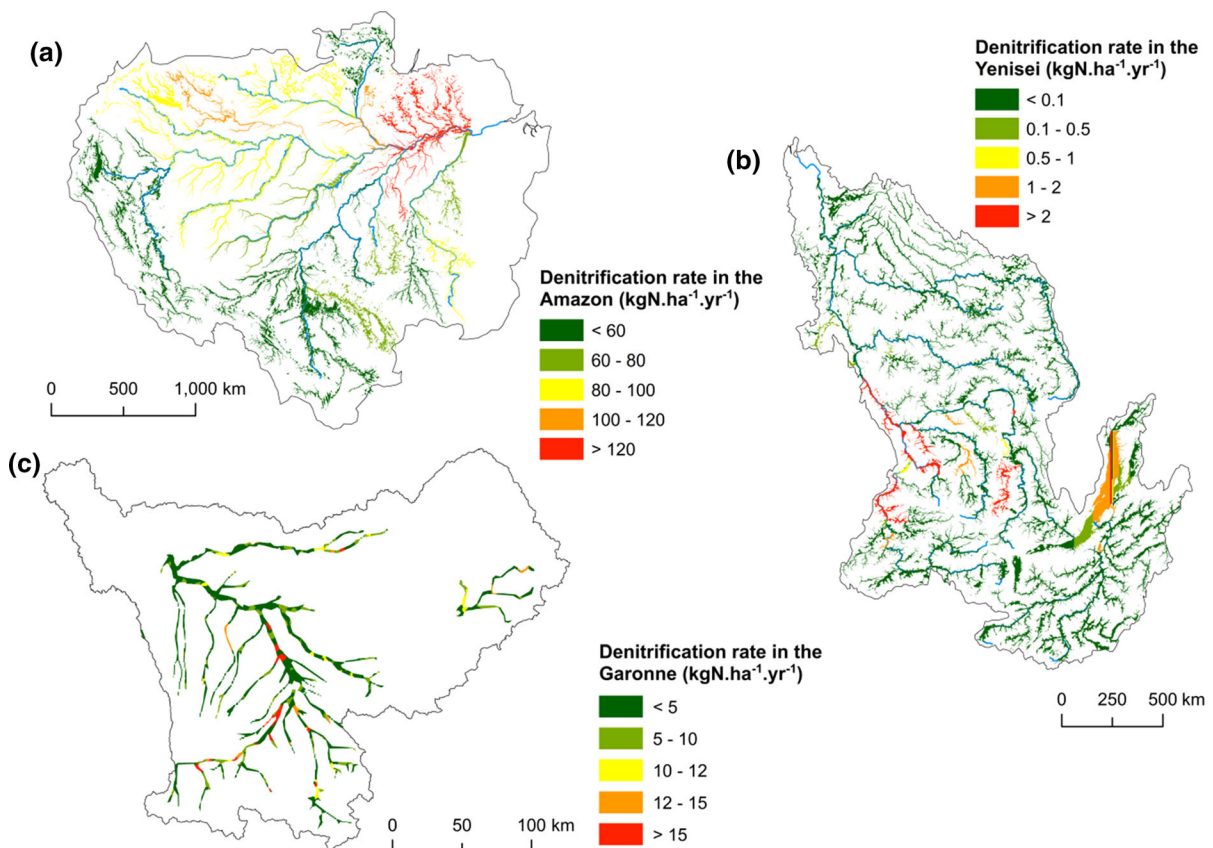 (a)
Denitrification rate in the
Amazon (kgN.ha⁻¹.yr⁻¹)
< 60
60 - 80
80 - 100
100 - 120
> 120
0 500 1,000 km
Denitrification rate in the
Yenisei (kgN.ha⁻¹.yr⁻¹)
< 0.1
0.1 - 0.5
0.5 - 1
1 - 2
> 2
(b)
0 250 500 km
(c)
Denitrification rate in the
Garonne (kgN.ha⁻¹.yr⁻¹)
< 5
5 - 10
10 - 12
12 - 15
> 15
0 50 100 km